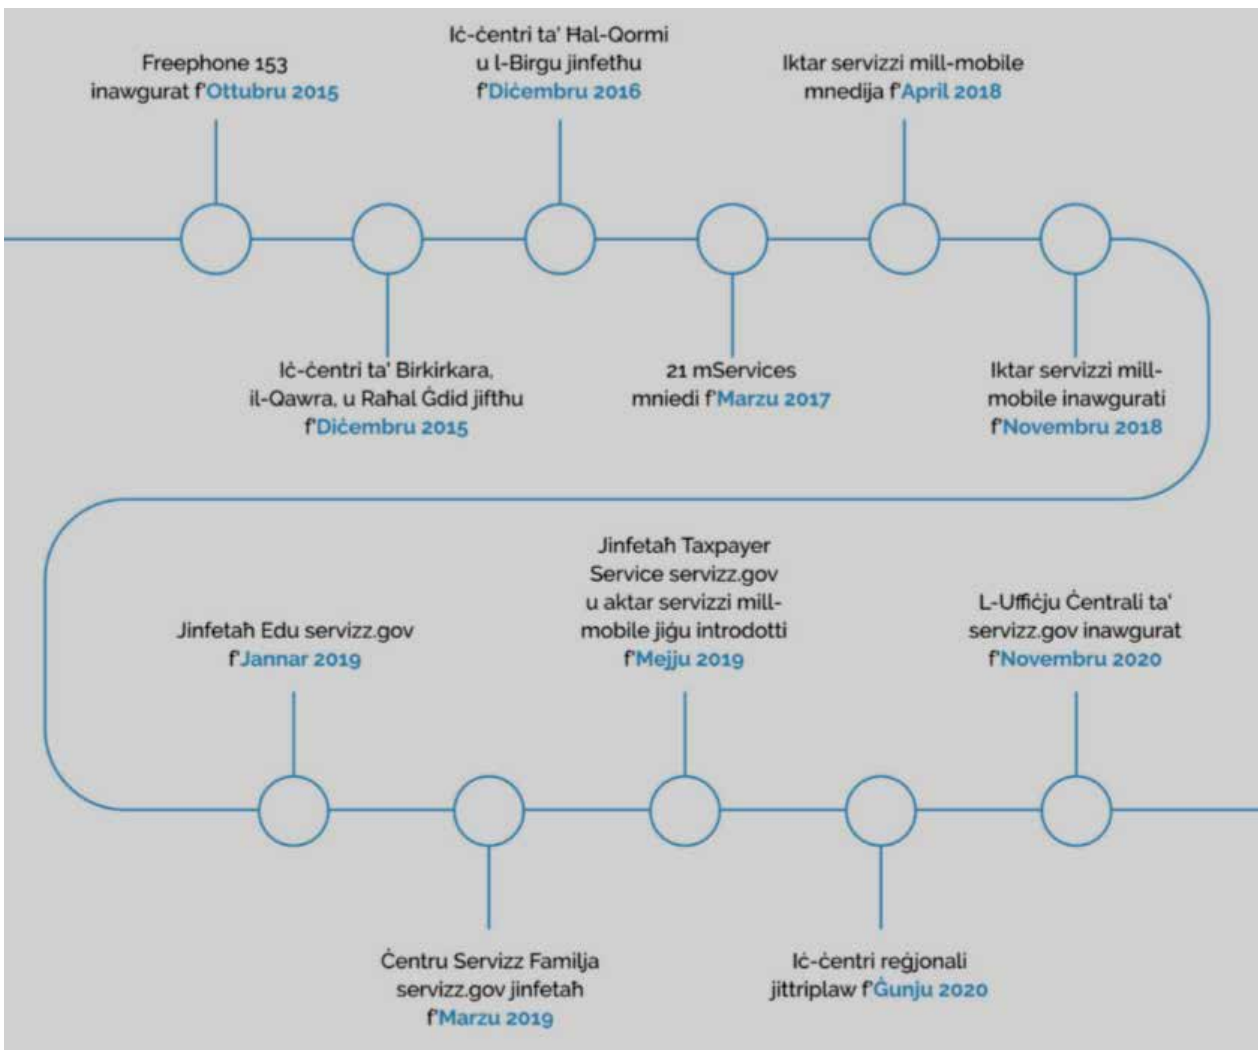 Freephone 153
inawgurat f'Ottubru 2015
Iċ-ċentri ta' Birkirkara,
il-Qawra, u Raħal Ġdid jiftħu
f'Diċembru 2015
Iċ-ċentri ta' Ħal-Qormi
u l-Birgu jinfetħu
f'Diċembru 2016
21 mServices
mniedi f'Marzu 2017
Iktar servizzi mill-mobile
mnedija f'April 2018
Iktar servizzi mill-
mobile inawgurati
f'Novembru 2018
Jinfetaħ Edu servizz.gov
f'Jannar 2019
Ċentru Servizz Familja
servizz.gov jinfetaħ
f'Marzu 2019
Jinfetaħ Taxpayer
Service servizz.gov
u aktar servizzi mill-
mobile jiġu introdotti
f'Mejju 2019
Iċ-ċentri reġjonali
jittriplaw f'Ġunju 2020
L-Uffiċju Ċentrali ta'
servizz.gov inawgurat
f'Novembru 2020